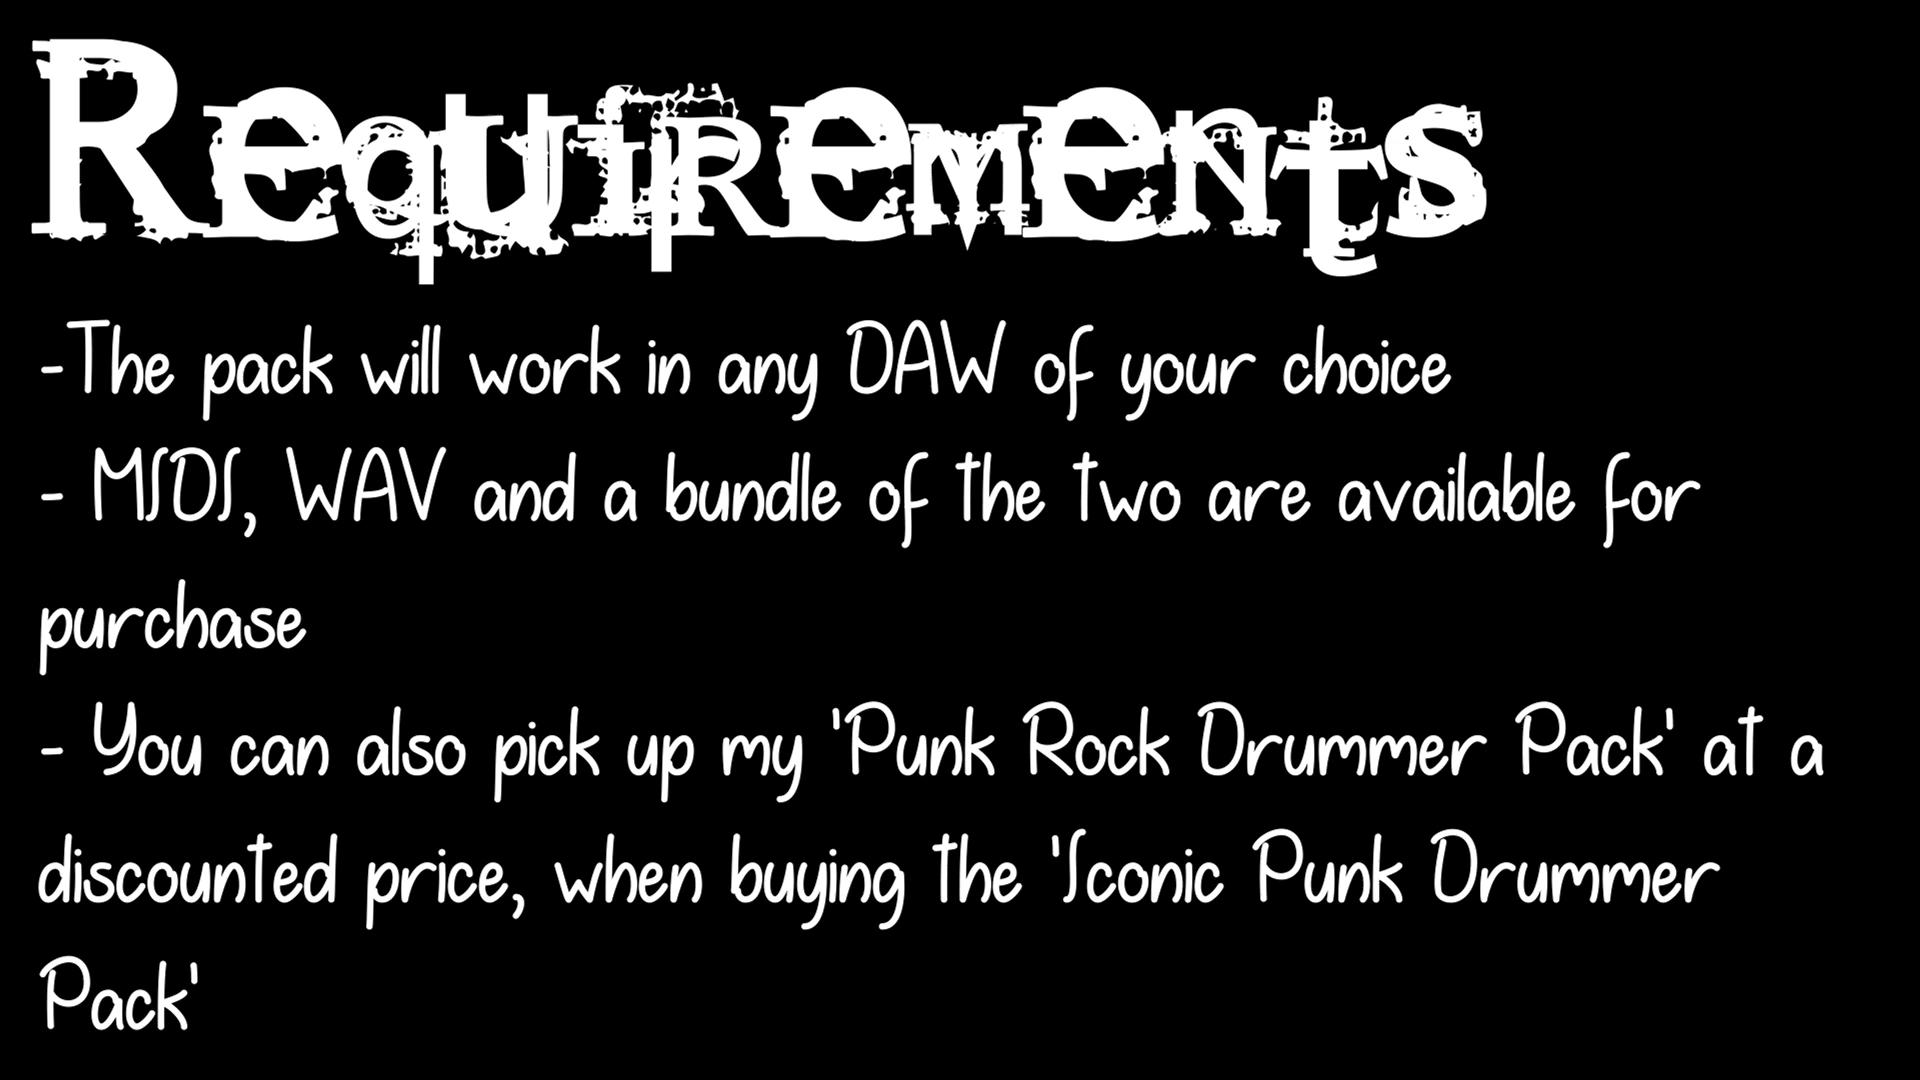 Requirements
-The pack will work in any DAW of your choice
- MIDI, WAV and a bundle of the two are available for
purchase
- You can also pick up my 'Punk Rock Drummer Pack' at a
discounted price, when buying the 'Iconic Punk Drummer
Pack'